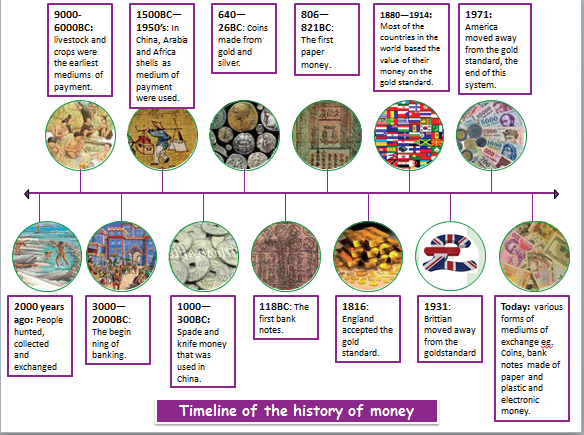 9000-
6000BC:
livestock and
crops were
the earliest
mediums of
payment.
1500BC—
1950's: In
China, Arabia
and Africa
shells as
medium of
payment
were used.
640—
26BC: Coins
made from
gold and
silver.
806—
821BC:
The first
paper
money.
1880—1914:
Most of the
countries in the
world based the
value of their
money on the
gold standard.
1971:
America
moved away
from the gold
standard, the
end of this
system.
2000 years
ago: People
hunted,
collected
and
exchanged
3000—
2000BC:
The begin
ning of
banking.
1000—
300BC:
Spade and
knife money
that was
used in
China.
118BC: The
first bank
notes.
1816:
England
accepted the
gold
standard.
1931:
Brittian
moved away
from the
goldstandard
Today: various
forms of
mediums of
exchange eg.
Coins, bank
notes made of
paper and
plastic and
electronic
money.
Timeline of the history of money